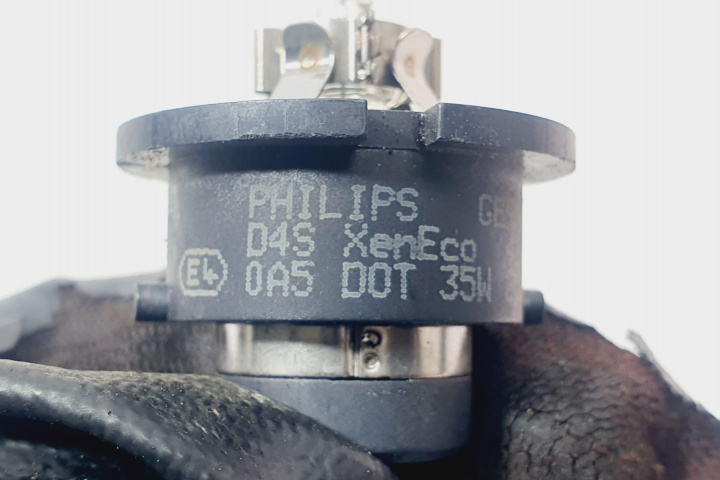 PHILIPS
D4S XenEco
E4 0A5 DOT 35W